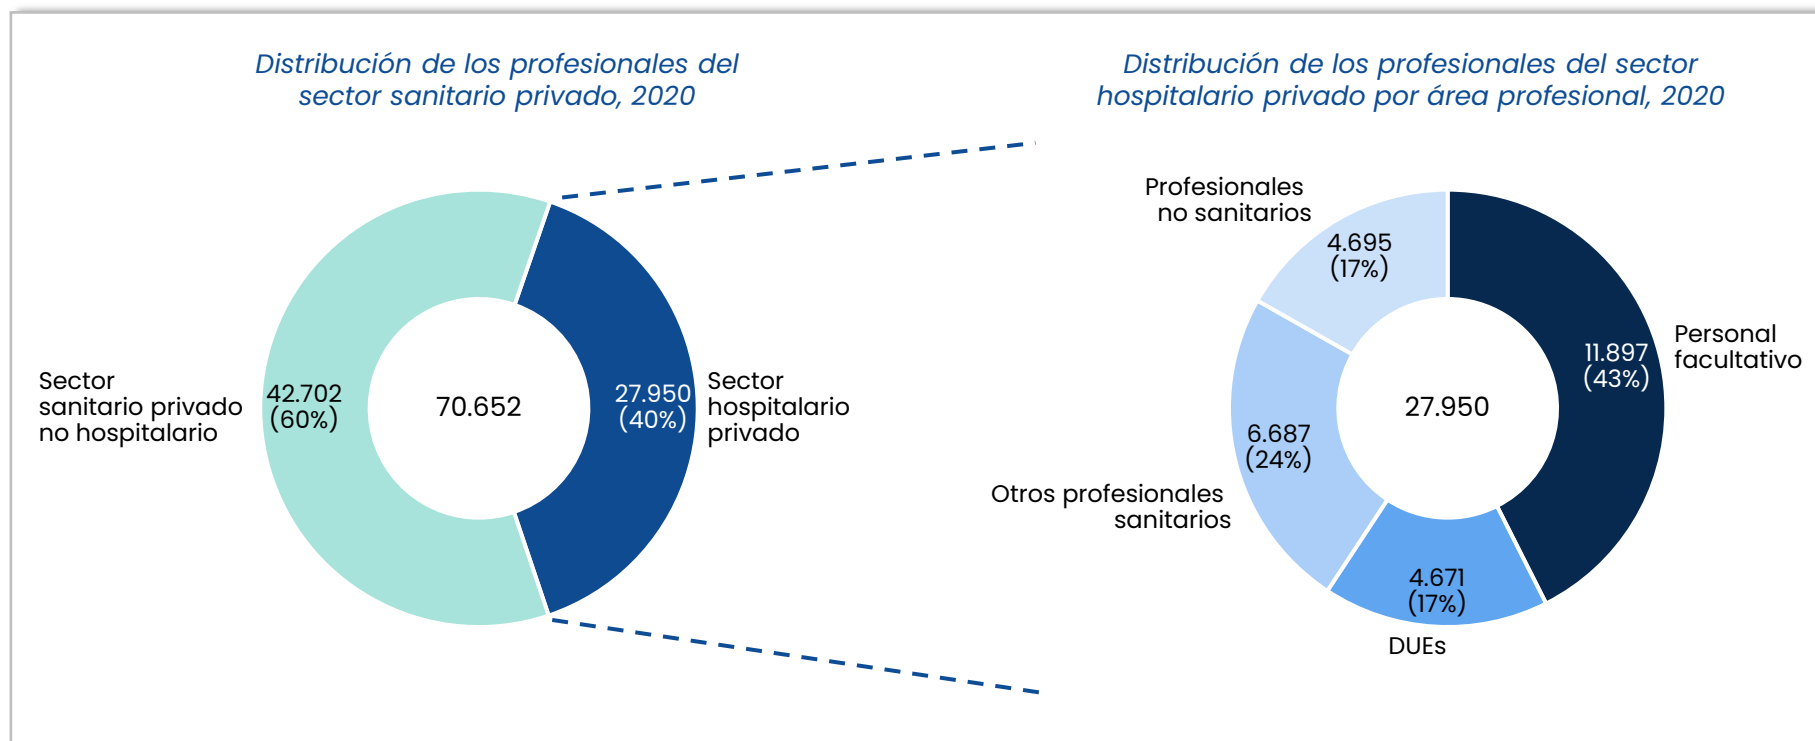 Distribución de los profesionales del
sector sanitario privado, 2020
Sector
sanitario privado
no hospitalario
42.702
(60%)
70.652
27.950
(40%)
Sector
hospitalario
privado
Distribución de los profesionales del sector
hospitalario privado por área profesional, 2020
Profesionales
no sanitarios
4.695
(17%)
11.897
(43%)
Personal
facultativo
27.950
6.687
(24%)
Otros profesionales
sanitarios
4.671
(17%)
DUEs